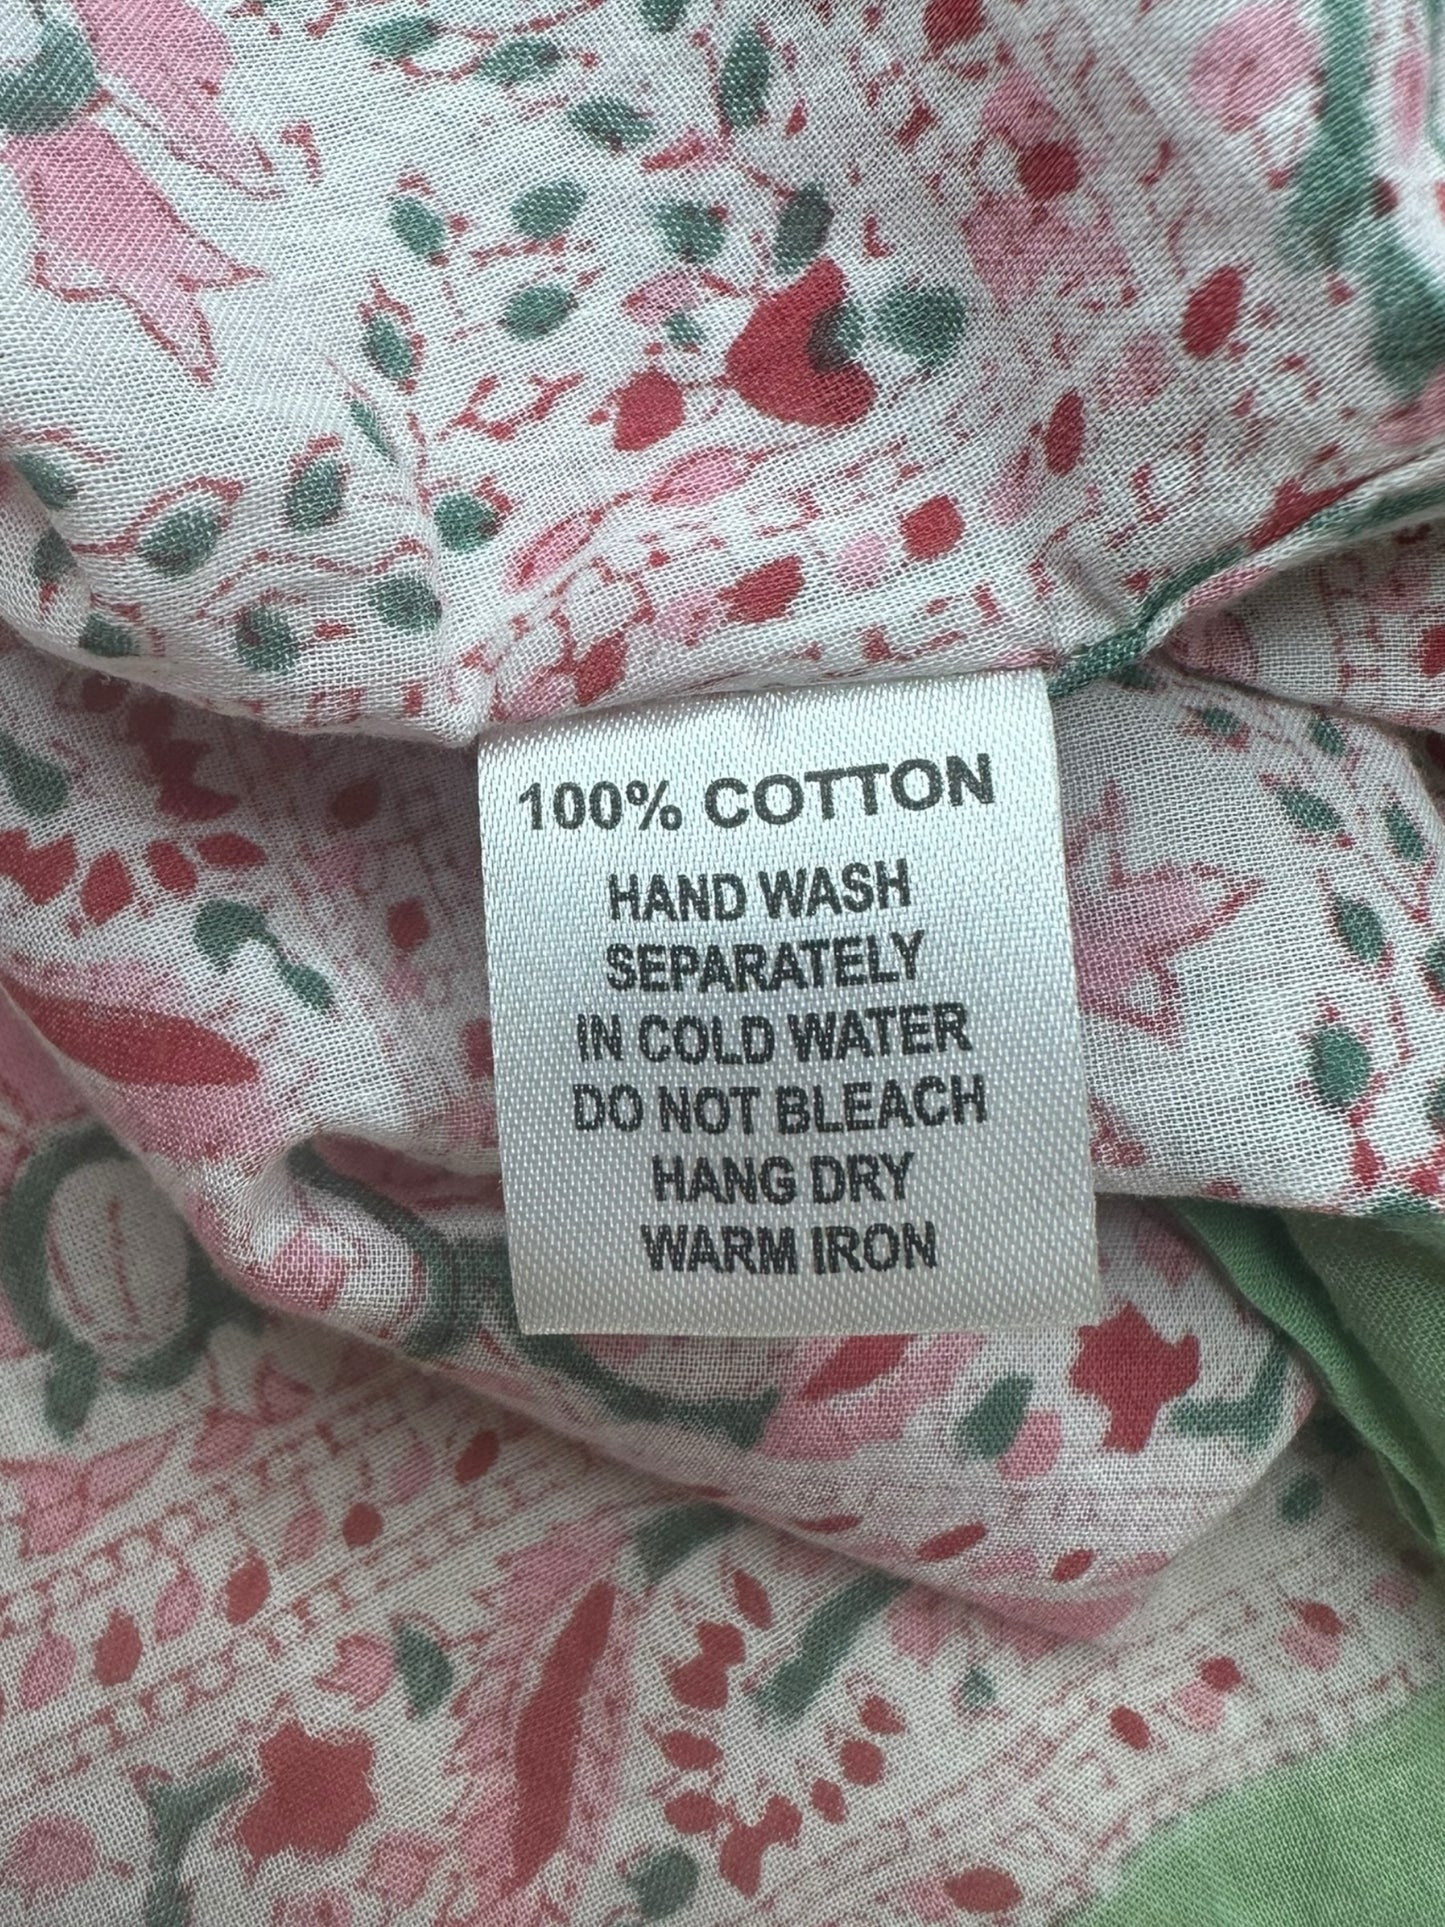 100% COTTON
HAND WASH
SEPARATELY
IN COLD WATER
DO NOT BLEACH
HANG DRY
WARM IRON